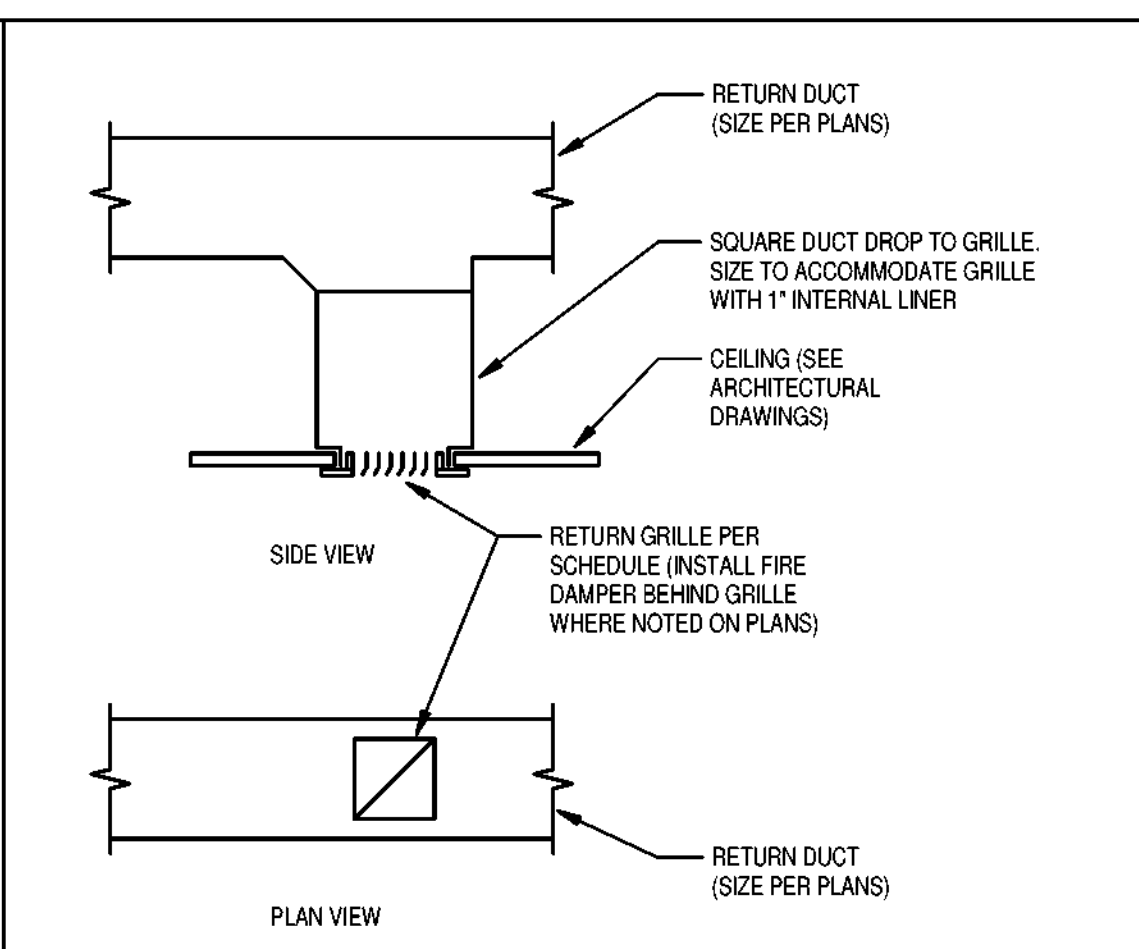 RETURN DUCT
(SIZE PER PLANS)
SQUARE DUCT DROP TO GRILLE.
SIZE TO ACCOMMODATE GRILLE
WITH 1" INTERNAL LINER
CEILING (SEE
ARCHITECTURAL
DRAWINGS)
SIDE VIEW
RETURN GRILLE PER
SCHEDULE (INSTALL FIRE
DAMPER BEHIND GRILLE
WHERE NOTED ON PLANS)
RETURN DUCT
(SIZE PER PLANS)
PLAN VIEW